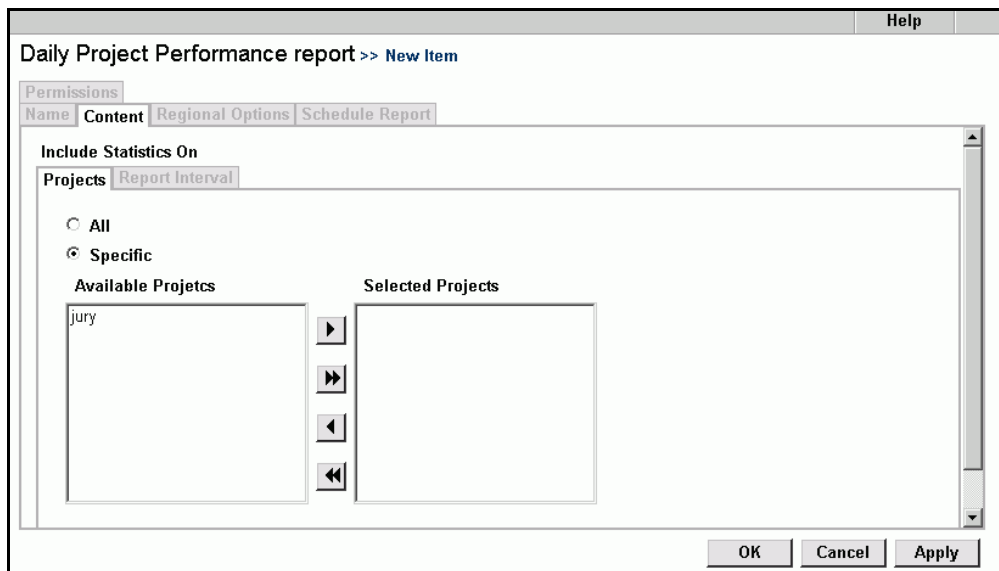 Help
Daily Project Performance report >> New Item
Permissions
Name Content Regional Options Schedule Report
Include Statistics On
Projects Report Interval
All
Specific
Available Projetcs Selected Projects
jury
OK Cancel Apply